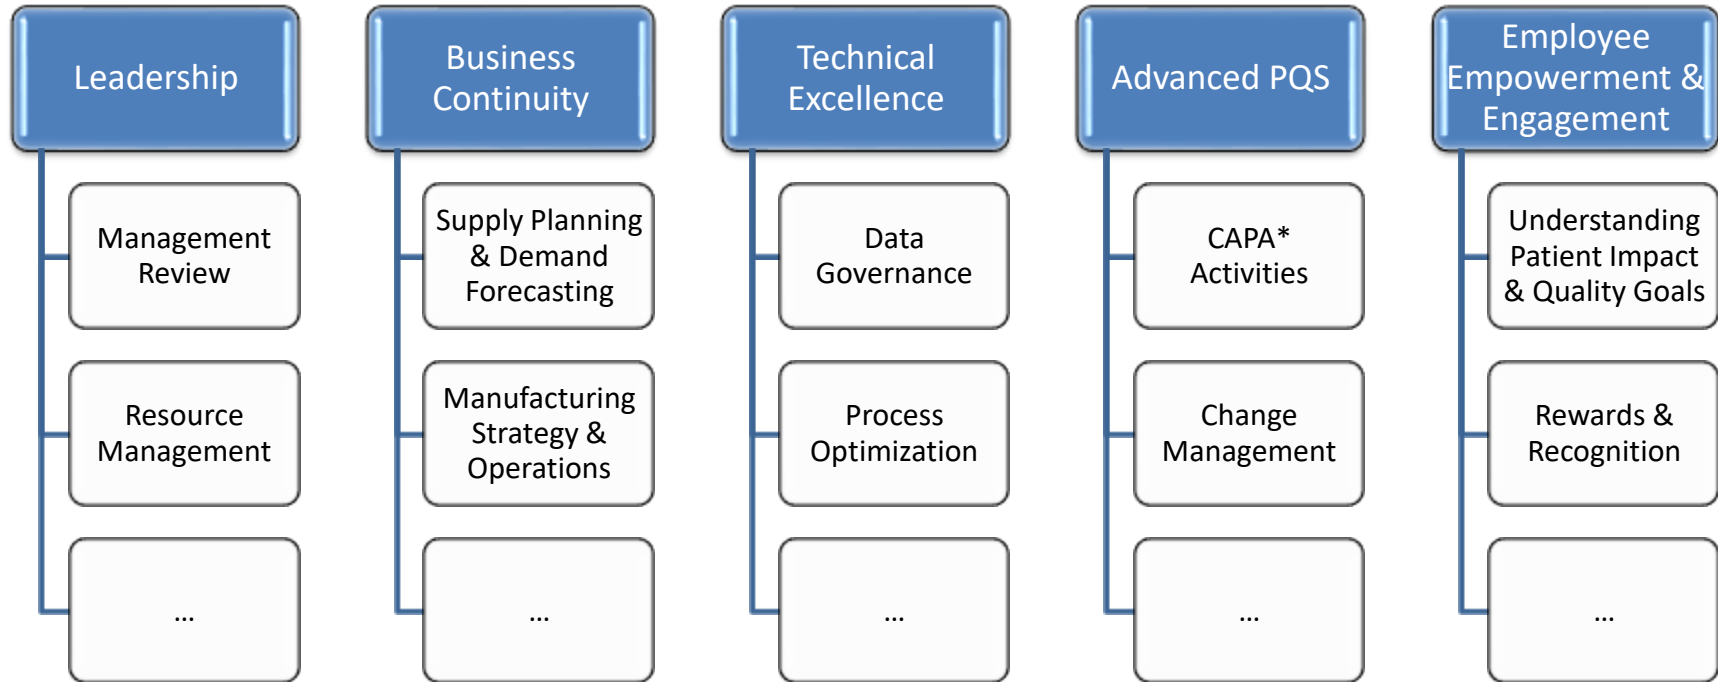 Leadership
Management
Review
Resource
Management
...
Business
Continuity
Supply Planning
& Demand
Forecasting
Manufacturing
Strategy &
Operations
...
Technical
Excellence
Data
Governance
Process
Optimization
...
Advanced PQS
CAPA*
Activities
Change
Management
...
Employee
Empowerment &
Engagement
Understanding
Patient Impact
& Quality Goals
Rewards &
Recognition
...